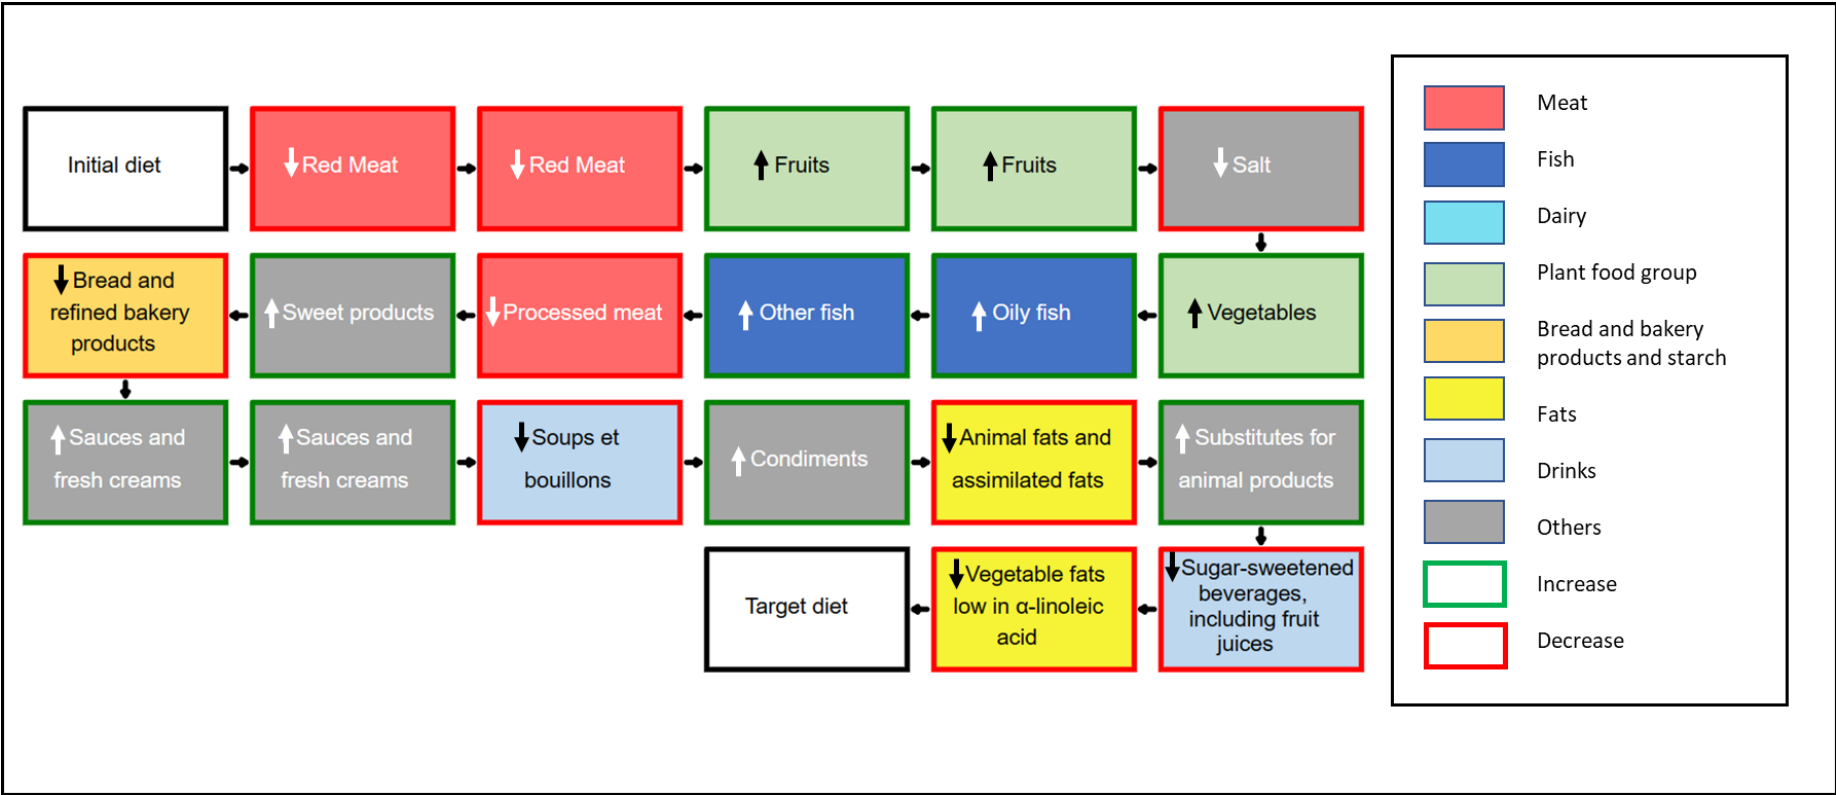 Initial diet
↓ Red Meat
↓ Red Meat
↑ Fruits
↑ Fruits
↓ Salt
↓ Bread and
refined bakery
products
↑ Sweet products
↓ Processed meat
↑ Other fish
↑ Oily fish
↑ Vegetables
↑ Sauces and
fresh creams
↑ Sauces and
fresh creams
↓ Soups et
bouillons
↑ Condiments
↓ Animal fats and
assimilated fats
↑ Substitutes for
animal products
Target diet
↓ Vegetable fats
low in α-linoleic
acid
↓ Sugar-sweetened
beverages,
including fruit
juices
Meat
Fish
Dairy
Plant food group
Bread and bakery
products and starch
Fats
Drinks
Others
Increase
Decrease